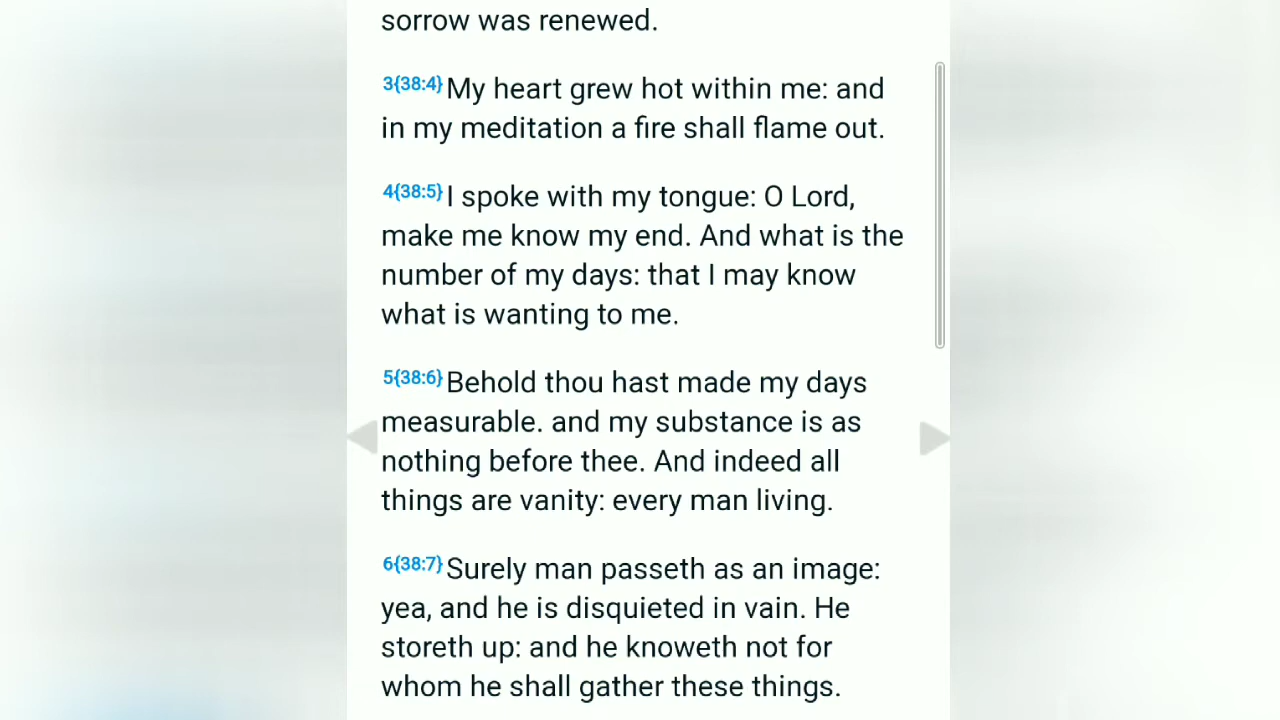 sorrow was renewed.
3{38:4} My heart grew hot within me: and
in my meditation a fire shall flame out.
4{38:5} I spoke with my tongue: O Lord,
make me know my end. And what is the
number of my days: that I may know
what is wanting to me.
5{38:6} Behold thou hast made my days
measurable. and my substance is as
nothing before thee. And indeed all
things are vanity: every man living.
6{38:7} Surely man passeth as an image:
yea, and he is disquieted in vain. He
storeth up: and he knoweth not for
whom he shall gather these things.